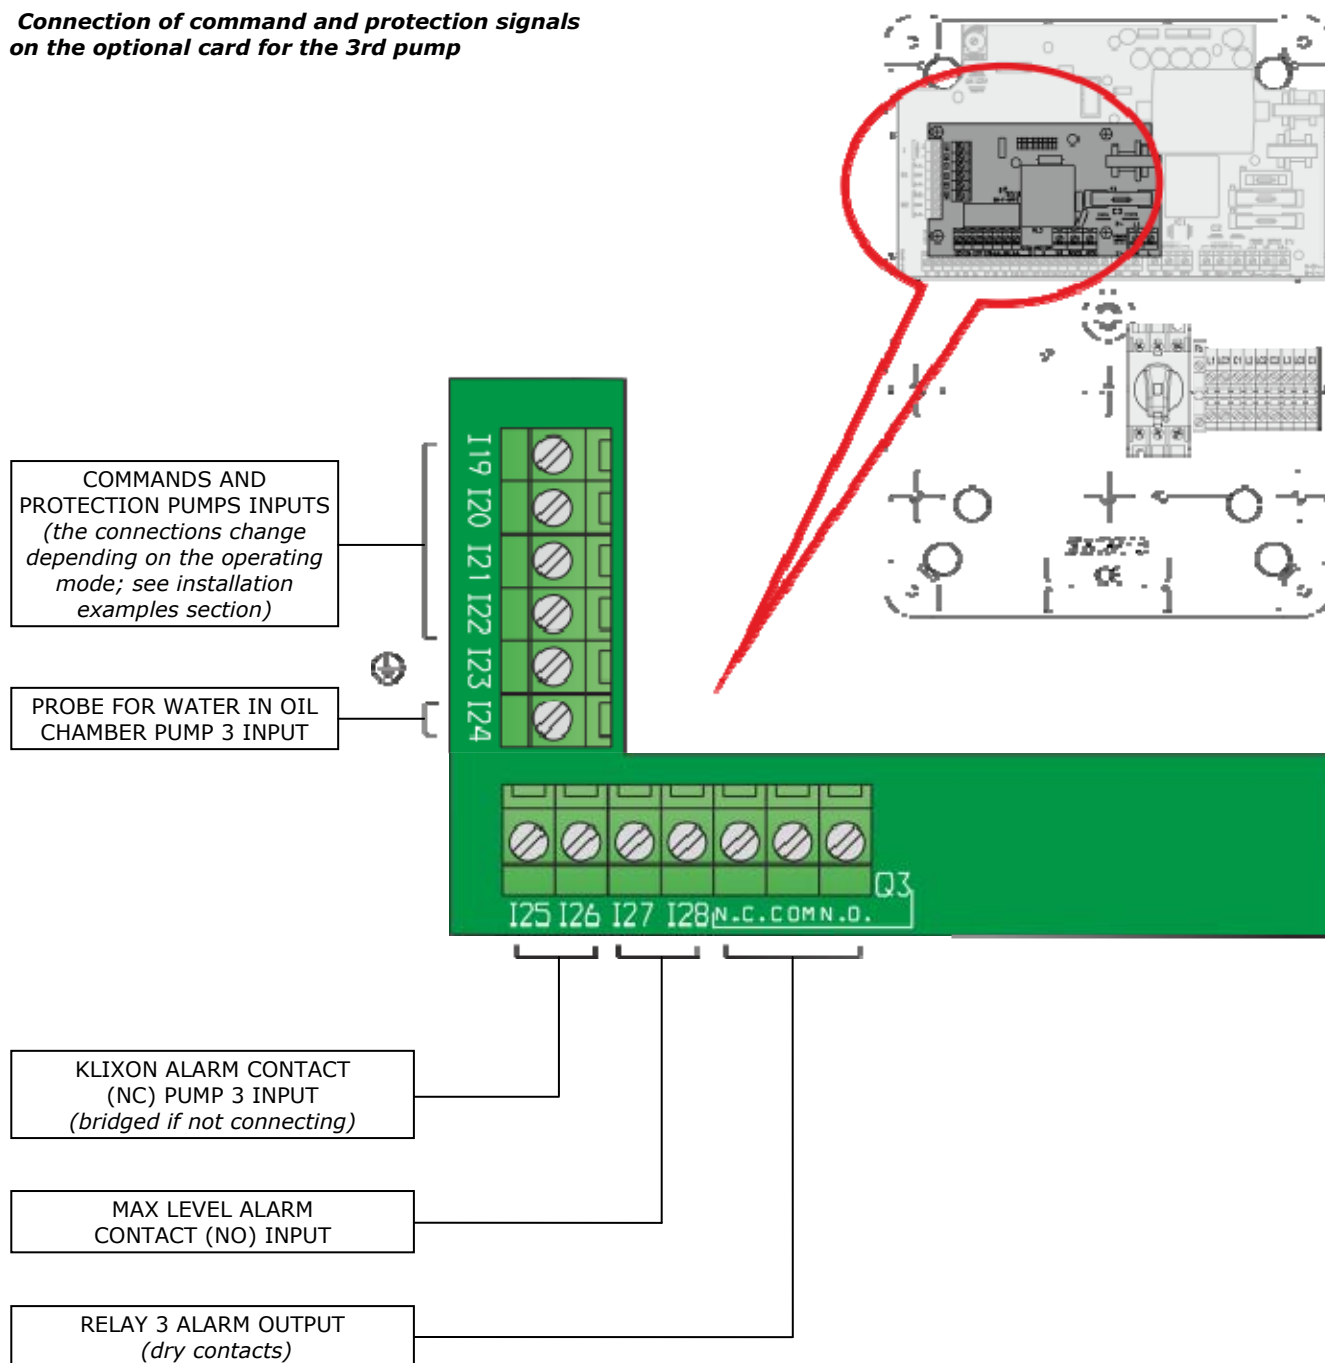 Connection of command and protection signals
on the optional card for the 3rd pump
COMMANDS AND
PROTECTION PUMPS INPUTS
(the connections change
depending on the operating
mode; see installation
examples section)
PROBE FOR WATER IN OIL
CHAMBER PUMP 3 INPUT
I19
I20
I21
I22
I23
I24
Q3
I25 I26 I27 I28 N.C. COM N.O.
KLIXON ALARM CONTACT
(NC) PUMP 3 INPUT
(bridged if not connecting)
MAX LEVEL ALARM
CONTACT (NO) INPUT
RELAY 3 ALARM OUTPUT
(dry contacts)
CE